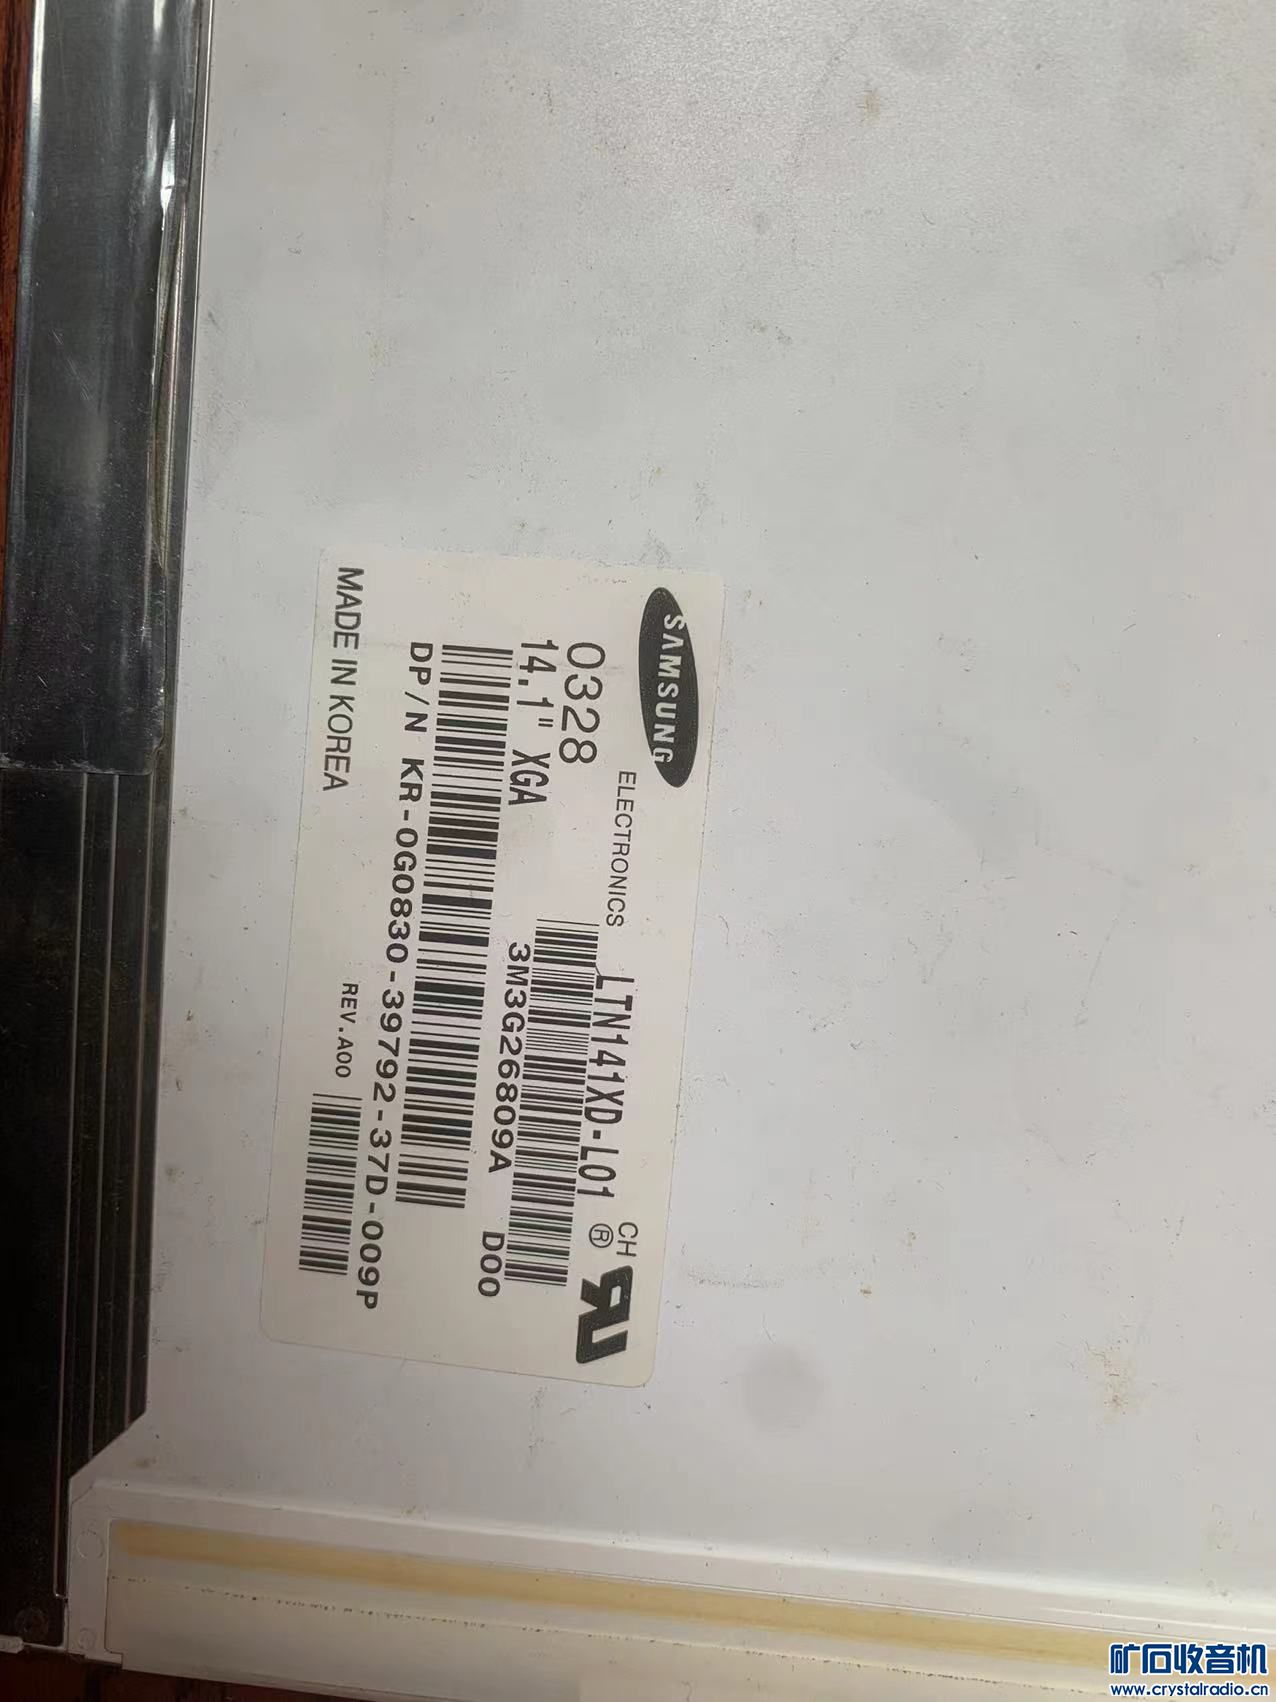 SAMSUNG
ELECTRONICS
LTN141XD-L01
CH
®
0328
14.1" XGA
3M3G26809A D00
DP/N KR-0G0830-39792-37D-009P
MADE IN KOREA
REV.A00
矿石收音机
www.crystalradio.cn